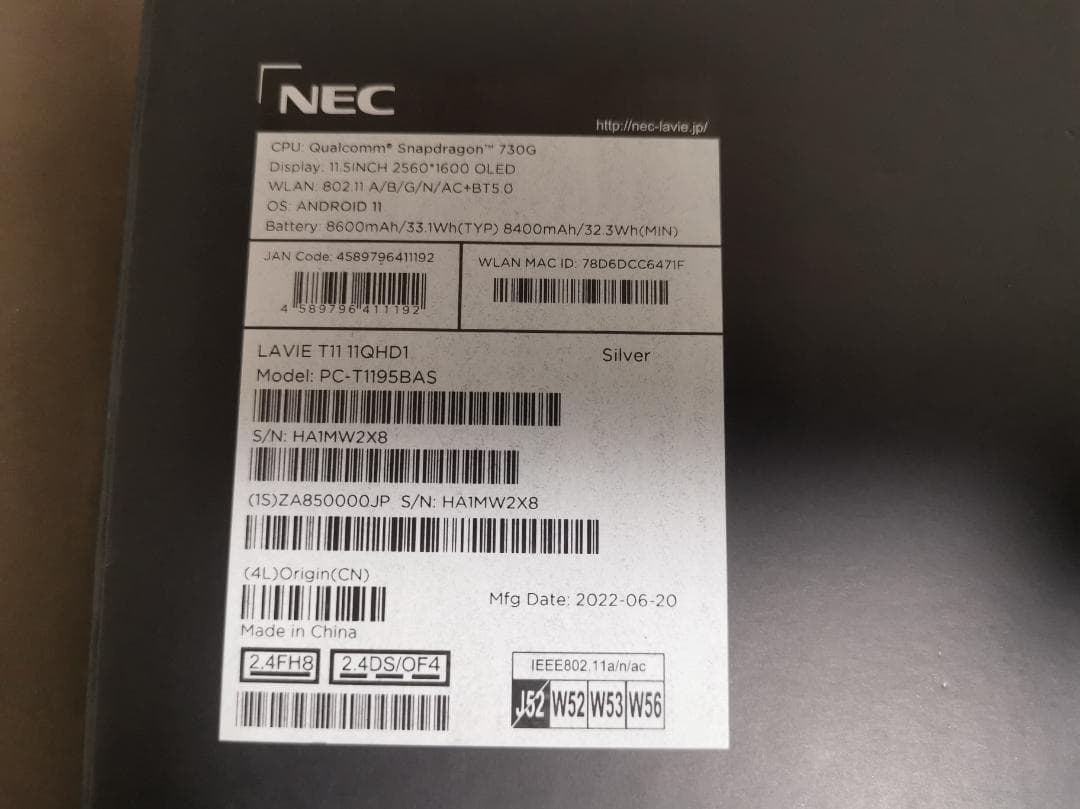 NEC
http://nec-lavie.jp/
CPU: Qualcomm® Snapdragon™ 730G
Display: 11.5INCH 2560*1600 OLED
WLAN: 802.11 A/B/G/N/AC+BT5.0
OS: ANDROID 11
Battery: 8600mAh/33.1Wh(TYP) 8400mAh/32.3Wh(MIN)
JAN Code: 4589796411192
4 589796 411192
WLAN MAC ID: 78D6DCC6471F
LAVIE T11 11QHD1
Silver
Model: PC-T1195BAS
S/N: HA1MW2X8
(1S)ZA850000JP S/N: HA1MW2X8
(4L)Origin(CN)
Mfg Date: 2022-06-20
Made in China
2.4FH8
2.4DS/OF4
IEEE802.11a/n/ac
J52 W52 W53 W56